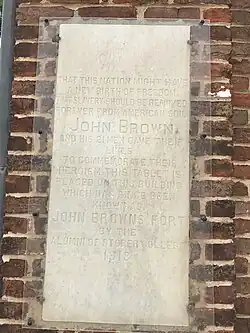 THAT THIS NATION MIGHT HAVE
A NEW BIRTH OF FREEDOM,
THAT SLAVERY SHOULD BE REMOVED
FOREVER FROM AMERICAN SOIL
JOHN BROWN
AND HIS 21 MEN GAVE THEIR
LIVES
TO COMMEMORATE THEIR
HEROISM THIS TABLET IS
PLACED ON THIS BUILDING
WHICH HAS SINCE BEEN
KNOWN AS
JOHN BROWN'S FORT
BY THE
ALUMNI OF STORER COLLEGE
1918